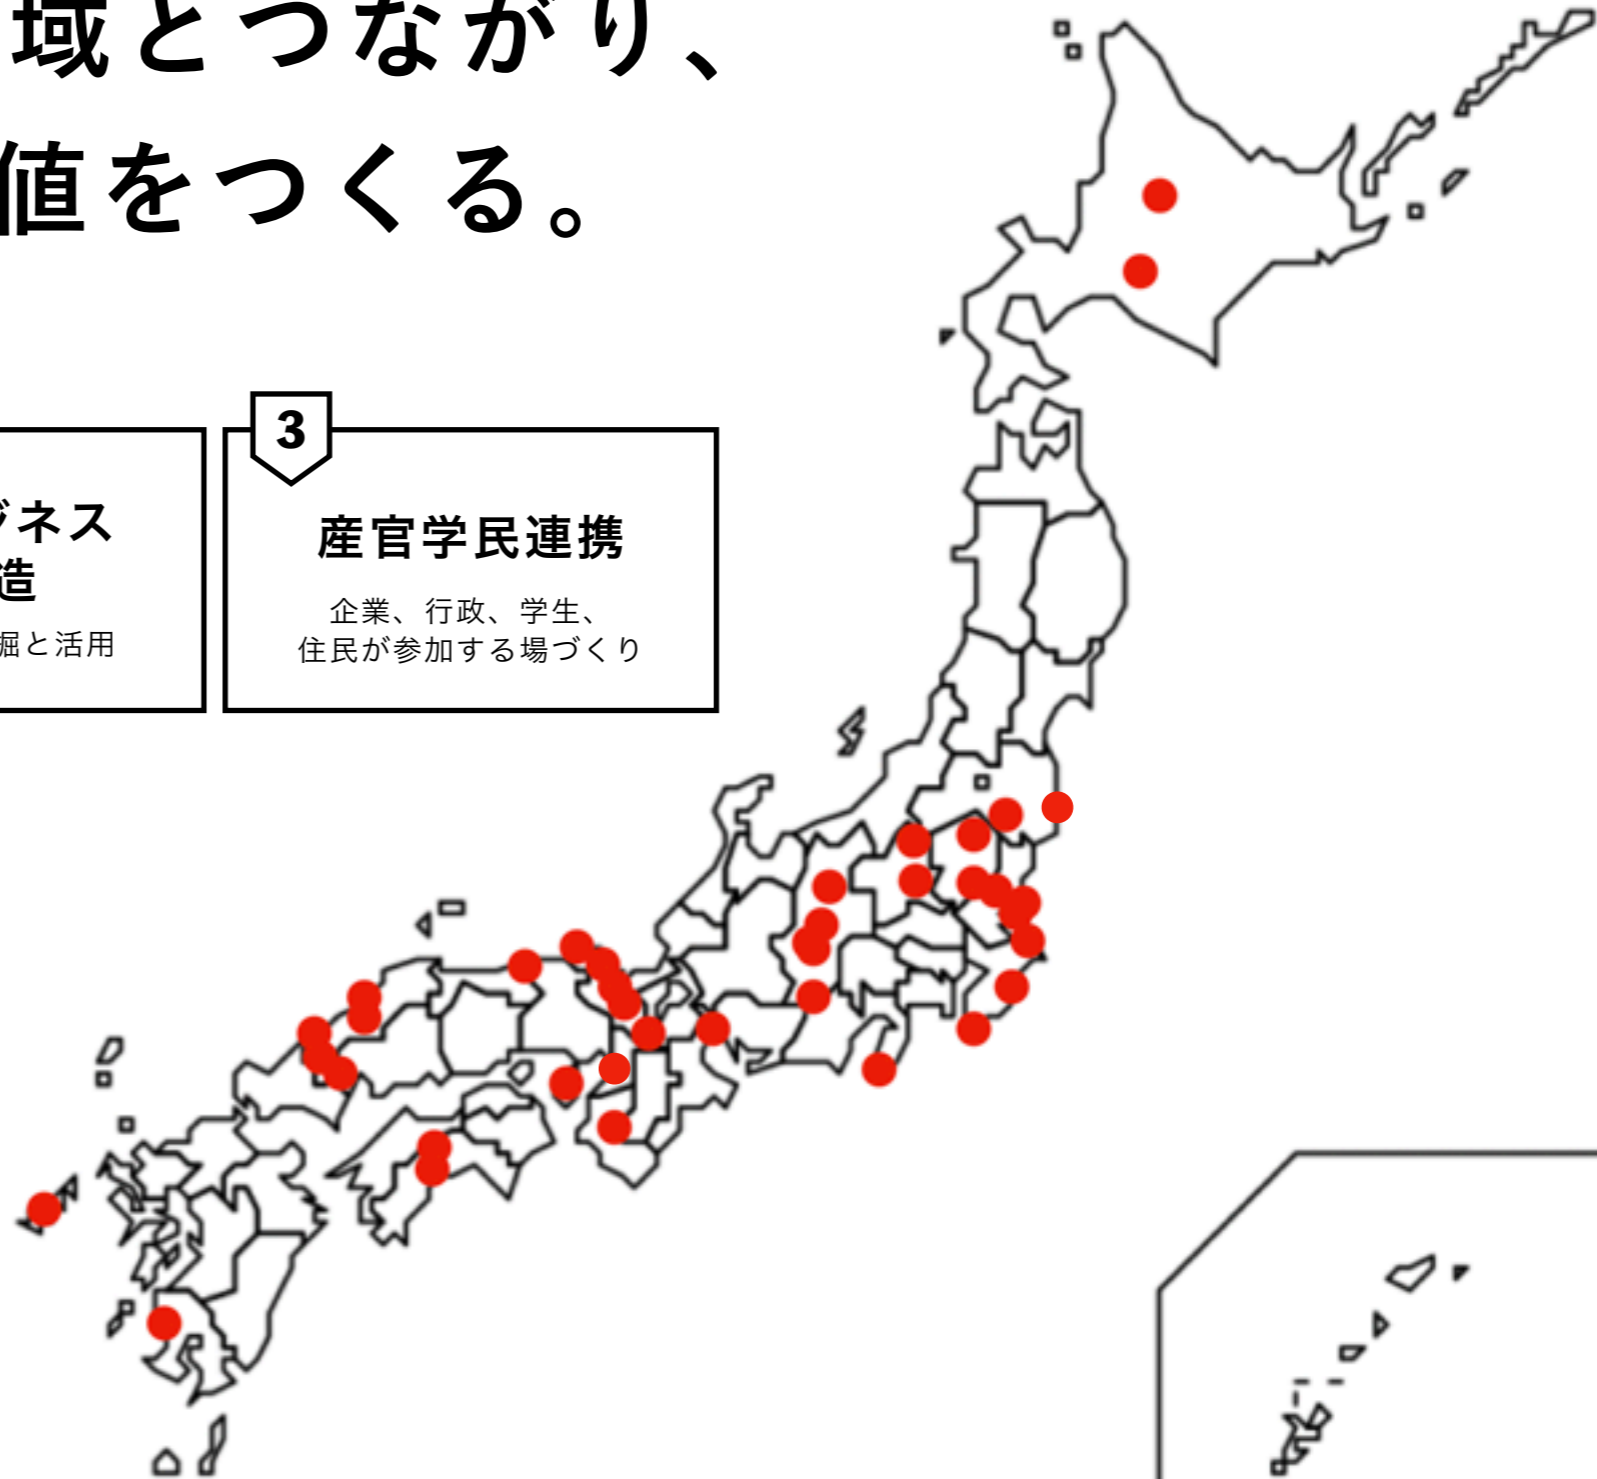 域とつながり、
値をつくる。
ジネス
造
掘と活用
3
産官学民連携
企業、行政、学生、
住民が参加する場づくり